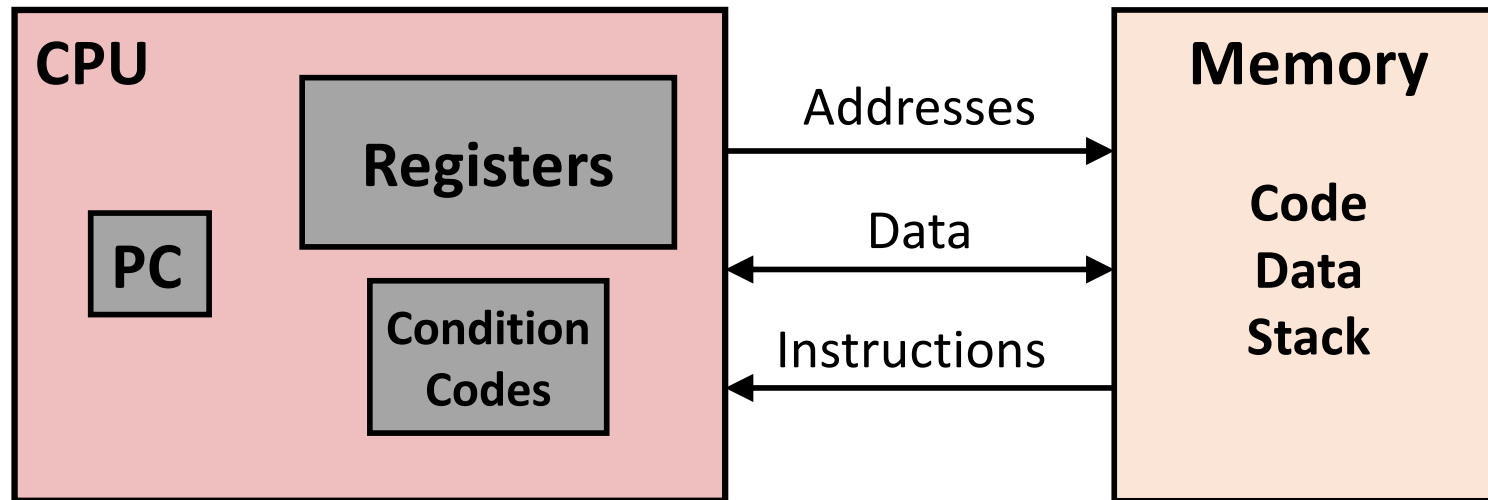 CPU
Registers
PC
Condition
Codes
Addresses
Data
Instructions
Memory
Code
Data
Stack